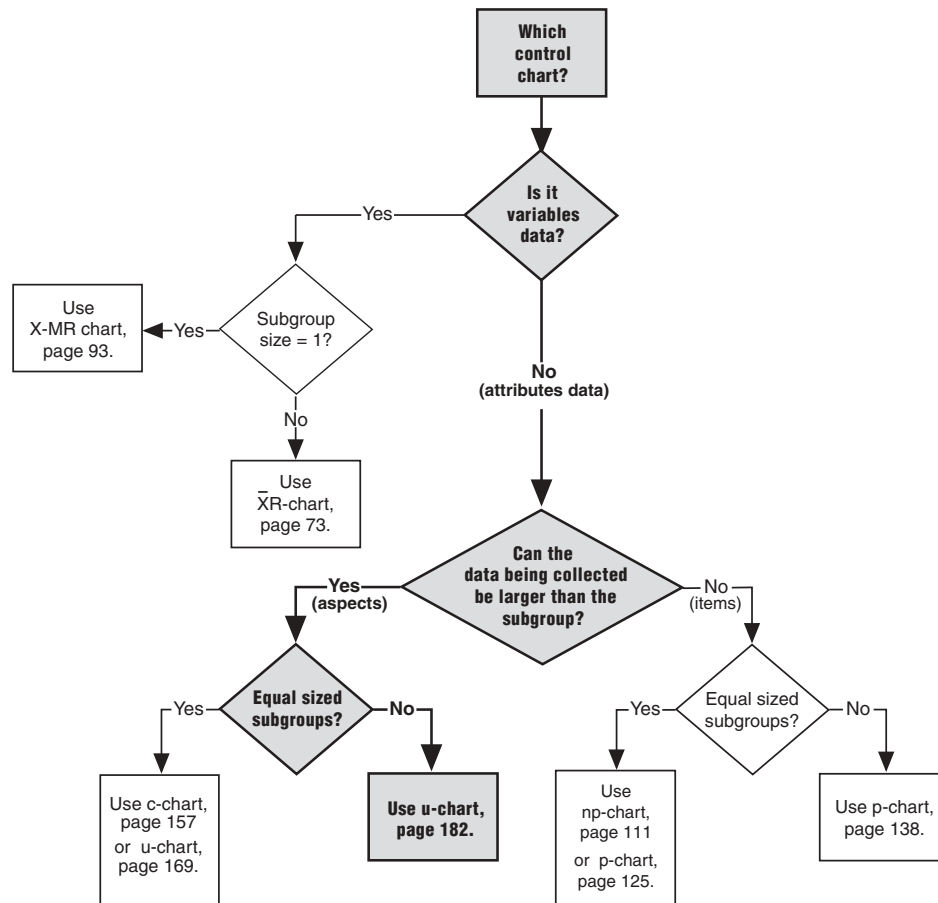 Which
control
chart?
Is it
variables
data?
Yes
Use
X-MR chart,
page 93.
Yes
Subgroup
size = 1?
No
Use
X̅R-chart,
page 73.
No
(attributes data)
Can the
data being collected
be larger than the
subgroup?
Yes
(aspects)
No
(items)
Equal sized
subgroups?
Yes
No
Use c-chart,
page 157
or u-chart,
page 169.
Use u-chart,
page 182.
Equal sized
subgroups?
Yes
No
Use
np-chart,
page 111
or p-chart,
page 125.
Use p-chart,
page 138.